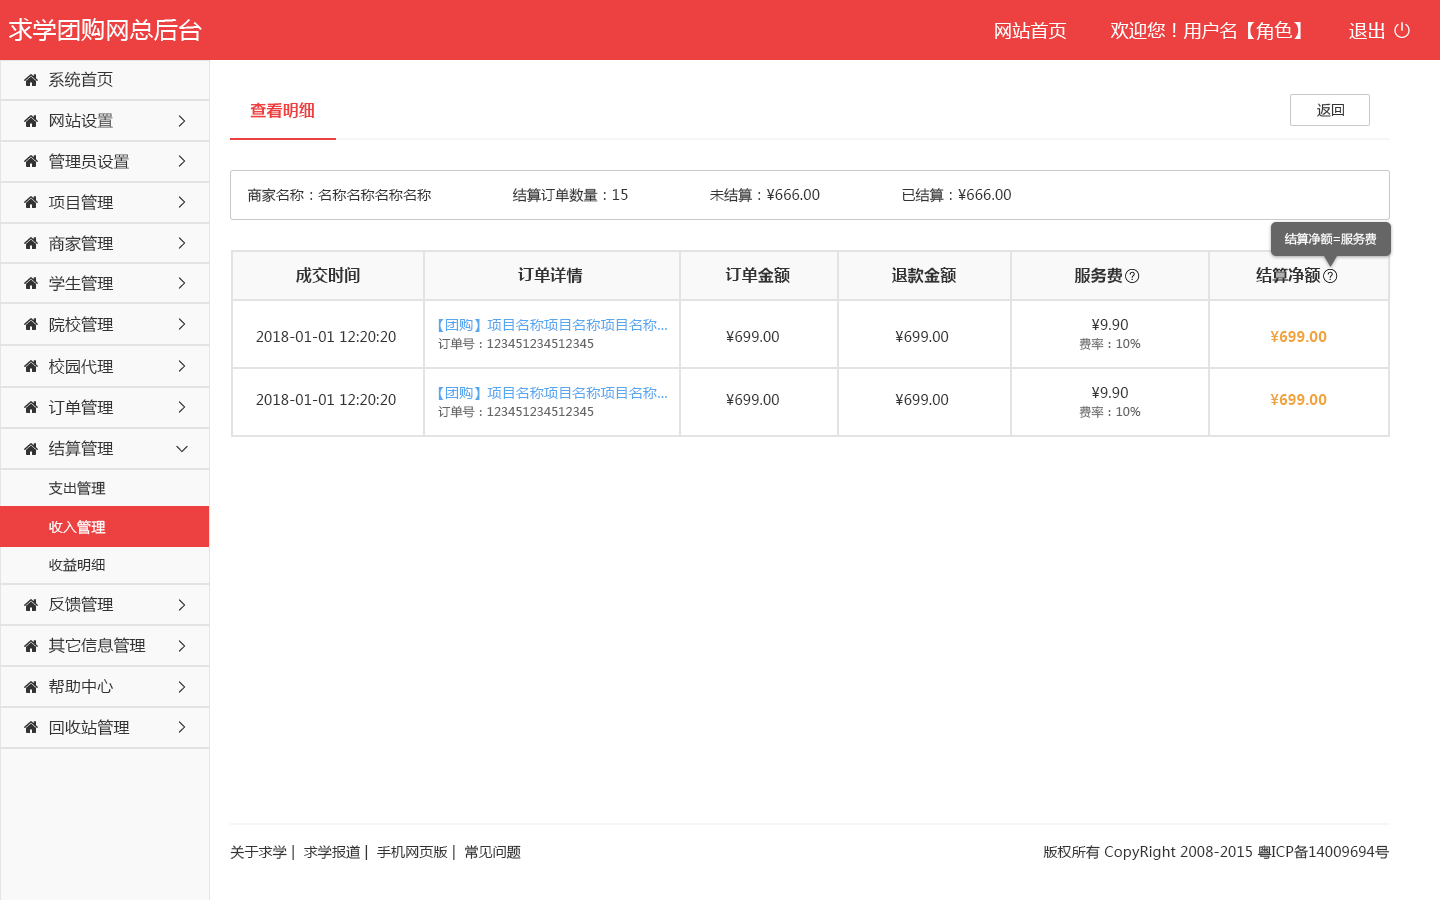 求学团购网总后台
网站首页 欢迎您！用户名【角色】 退出
系统首页
网站设置
管理员设置
项目管理
商家管理
学生管理
院校管理
校园代理
订单管理
结算管理
支出管理
收入管理
收益明细
反馈管理
其它信息管理
帮助中心
回收站管理
查看明细
返回
商家名称：名称名称名称名称 结算订单数量：15 未结算：¥666.00 已结算：¥666.00
结算净额=服务费
成交时间 订单详情 订单金额 退款金额 服务费? 结算净额?
2018-01-01 12:20:20 【团购】项目名称项目名称项目名称... ¥699.00 ¥699.00 ¥9.90 ¥699.00
订单号：123451234512345 费率：10%
2018-01-01 12:20:20 【团购】项目名称项目名称项目名称... ¥699.00 ¥699.00 ¥9.90 ¥699.00
订单号：123451234512345 费率：10%
关于求学 | 求学报道 | 手机网页版 | 常见问题
版权所有 CopyRight 2008-2015 粤ICP备14009694号